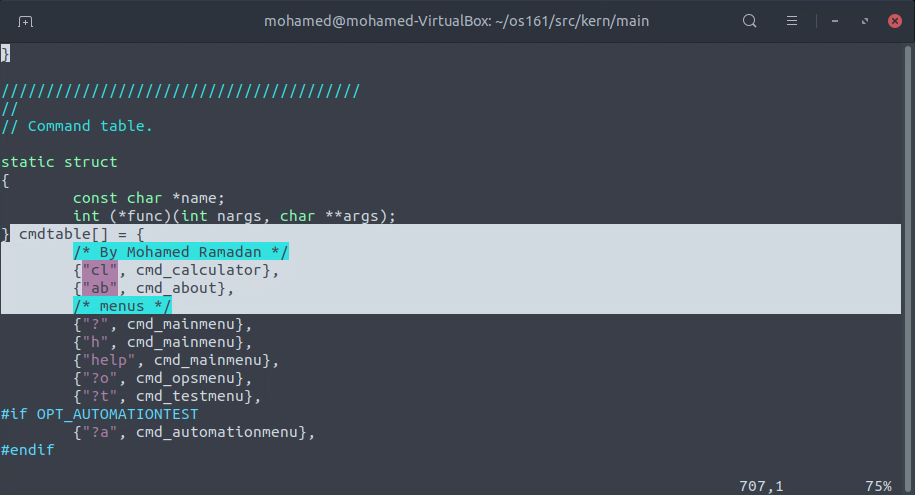 mohamed@mohamed-VirtualBox: ~/os161/src/kern/main
}
////////////////////////////////////////
//
// Command table.
static struct
{
        const char *name;
        int (*func)(int nargs, char **args);
} cmdtable[] = {
        /* By Mohamed Ramadan */
        {"cl", cmd_calculator},
        {"ab", cmd_about},
        /* menus */
        {"?", cmd_mainmenu},
        {"h", cmd_mainmenu},
        {"help", cmd_mainmenu},
        {"?o", cmd_opsmenu},
        {"?t", cmd_testmenu},
#if OPT_AUTOMATIONTEST
        {"?a", cmd_automationmenu},
#endif
707,1 75%